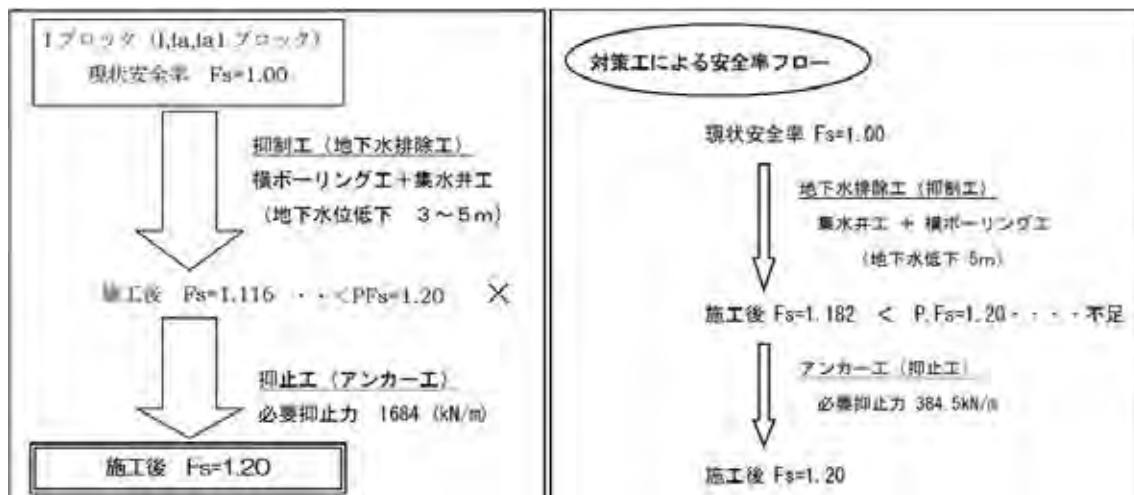 Iブロック (I,Ia,Ia1 ブロック)
現状安全率 Fs=1.00
抑制工(地下水排除工)
横ボーリング工+集水井工
(地下水位低下 3~5m)
施工後 Fs=1.116 ・・<PFs=1.20 ×
抑止工(アンカー工)
必要抑止力 1684 (kN/m)
施工後 Fs=1.20
対策工による安全率フロー
現状安全率 Fs=1.00
地下水排除工(抑制工)
集水井工 + 横ボーリング工
(地下水低下 5m)
施工後 Fs=1.182 < P.Fs=1.20・・・・不足
アンカー工(抑止工)
必要抑止力 384.5kN/m
施工後 Fs=1.20